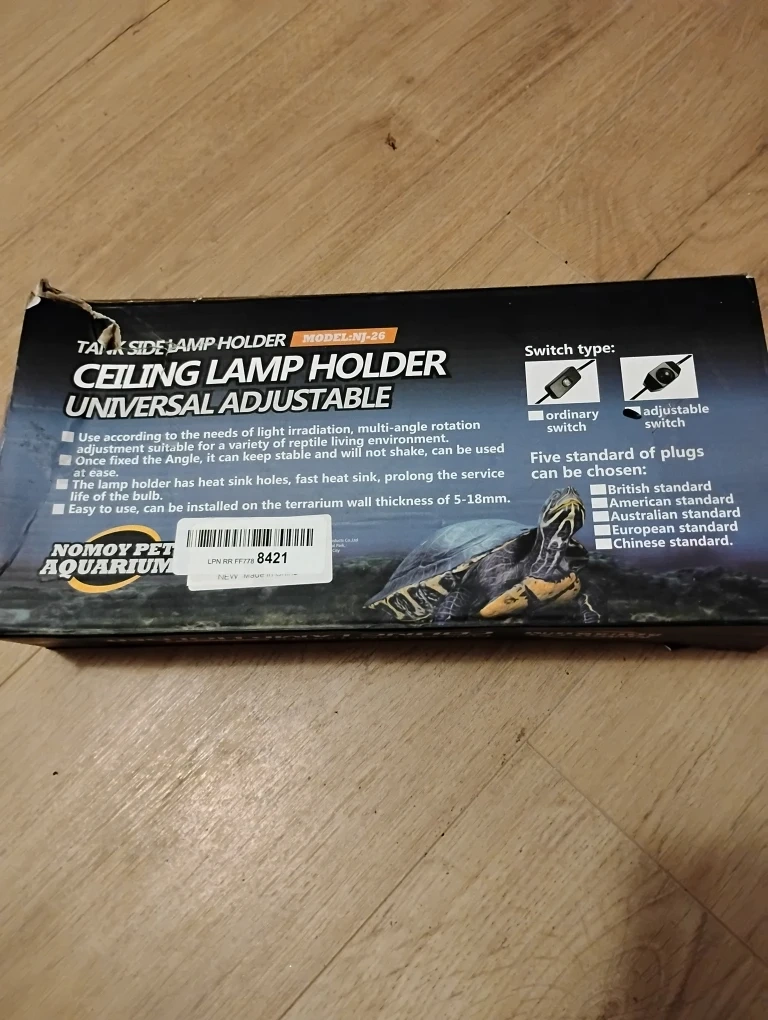 TANK SIDE LAMP HOLDER MODEL:NJ-26
CEILING LAMP HOLDER
UNIVERSAL ADJUSTABLE
Use according to the needs of light irradiation, multi-angle rotation
adjustment suitable for a variety of reptile living environment.
Once fixed the Angle, it can keep stable and will not shake, can be used
at ease.
The lamp holder has heat sink holes, fast heat sink, prolong the service
life of the bulb.
Easy to use, can be installed on the terrarium wall thickness of 5-18mm.
NOMOY PET
AQUARIUM
LPN RR FF778 8421
NEW
Switch type:
ordinary
switch
adjustable
switch
Five standard of plugs
can be chosen:
British standard
American standard
Australian standard
European standard
Chinese standard.